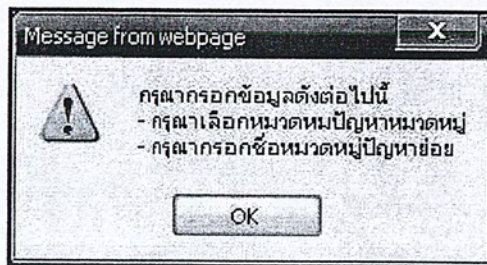 Message from webpage
X
กรุณากรอกข้อมูลดังต่อไปนี้
- กรุณาเลือกหมวดหมปัญหาหมวดหมู่
- กรุณากรอกชื่อหมวดหมู่ปัญหาย่อย
OK